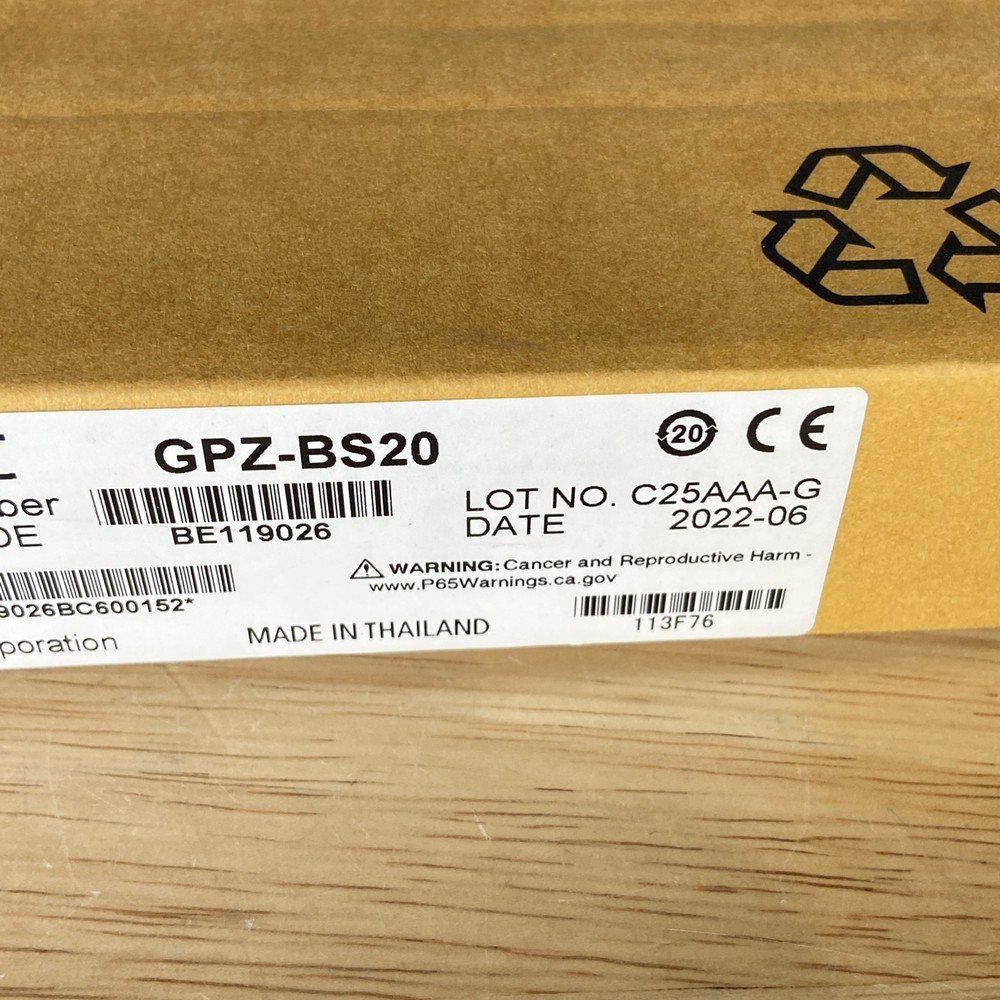 GPZ-BS20
20 CE
ber
DE
BE119026
LOT NO. C25AAA-G
DATE 2022-06
WARNING: Cancer and Reproductive Harm -
www.P65Warnings.ca.gov
9026BC600152*
113F76
poration
MADE IN THAILAND